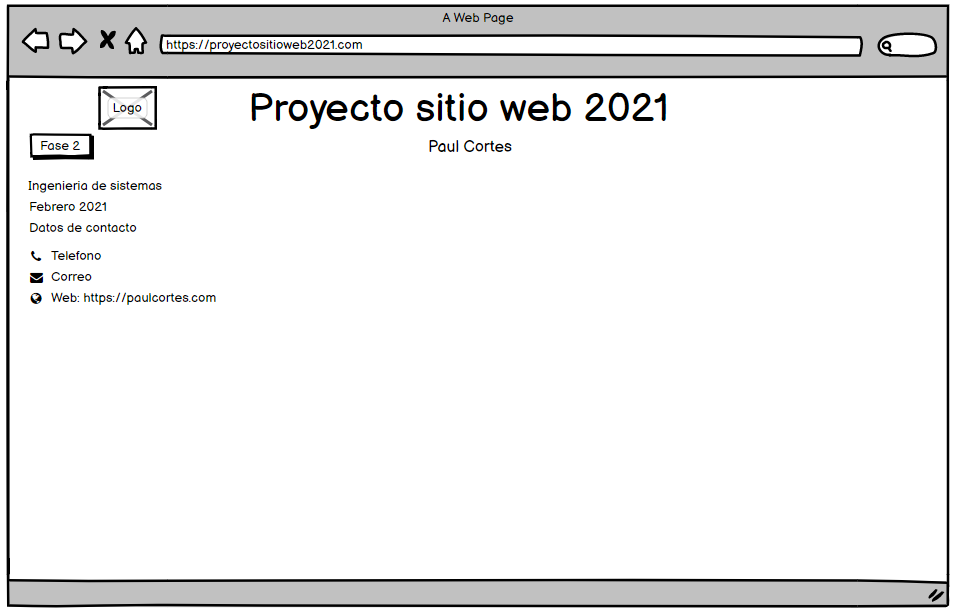 A Web Page
https://proyectositioweb2021.com
Logo
Proyecto sitio web 2021
Fase 2
Paul Cortes
Ingenieria de sistemas
Febrero 2021
Datos de contacto
Telefono
Correo
Web: https://paulcortes.com